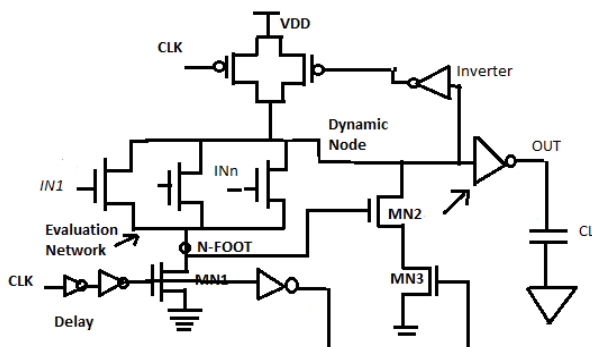 VDD
CLK
Inverter
Dynamic
Node
OUT
IN1
INn
MN2
CL
Evaluation
Network
N-FOOT
CLK
MN1
MN3
Delay